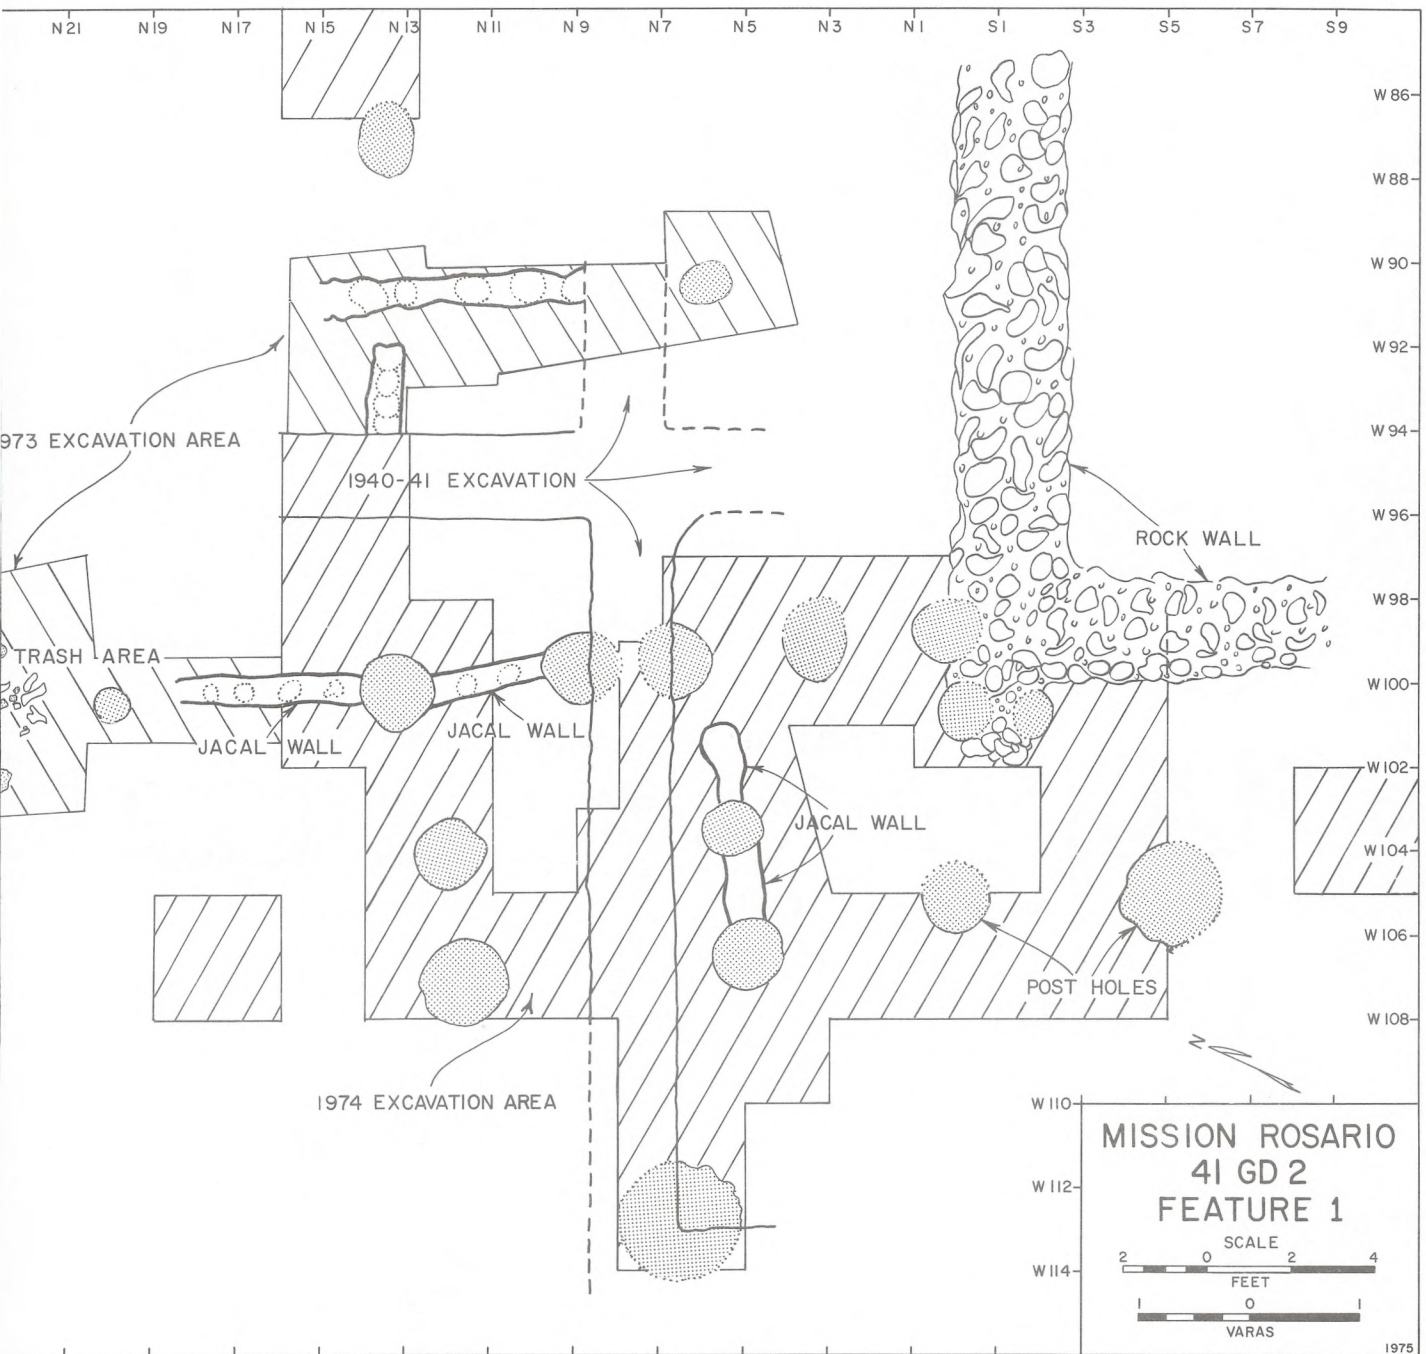 N21 N19 N17 N15 N13 N11 N9 N7 N5 N3 N1 S1 S3 S5 S7 S9
W86
W88
W90
W92
W94
973 EXCAVATION AREA
1940-41 EXCAVATION
W96
ROCK WALL
W98
TRASH AREA
W100
JACAL WALL
JACAL WALL
W102
JACAL WALL
W104
W106
POST HOLES
W108
N
1974 EXCAVATION AREA
W110
MISSION ROSARIO
41 GD 2
FEATURE 1
W112
SCALE
2 0 2 4
FEET
W114
1 0 1
VARAS
1975